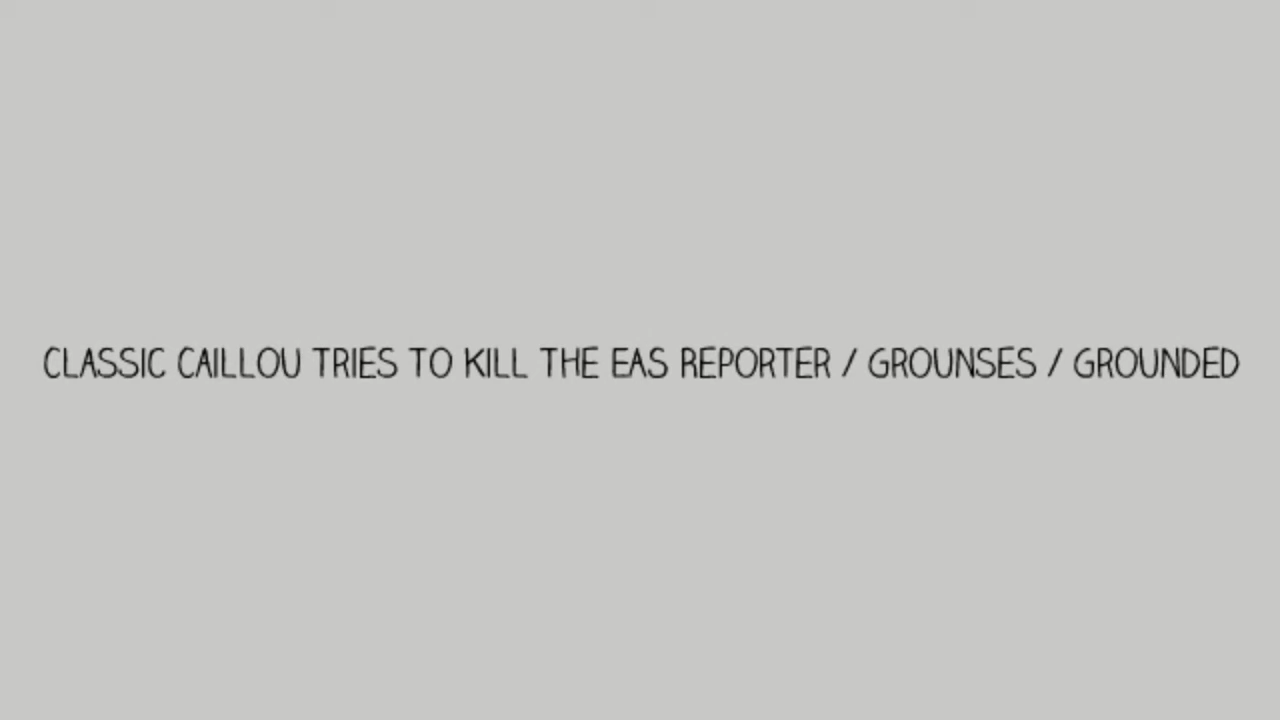 CLASSIC CAILLOU TRIES TO KILL THE EAS REPORTER / GROUNSES / GROUNDED